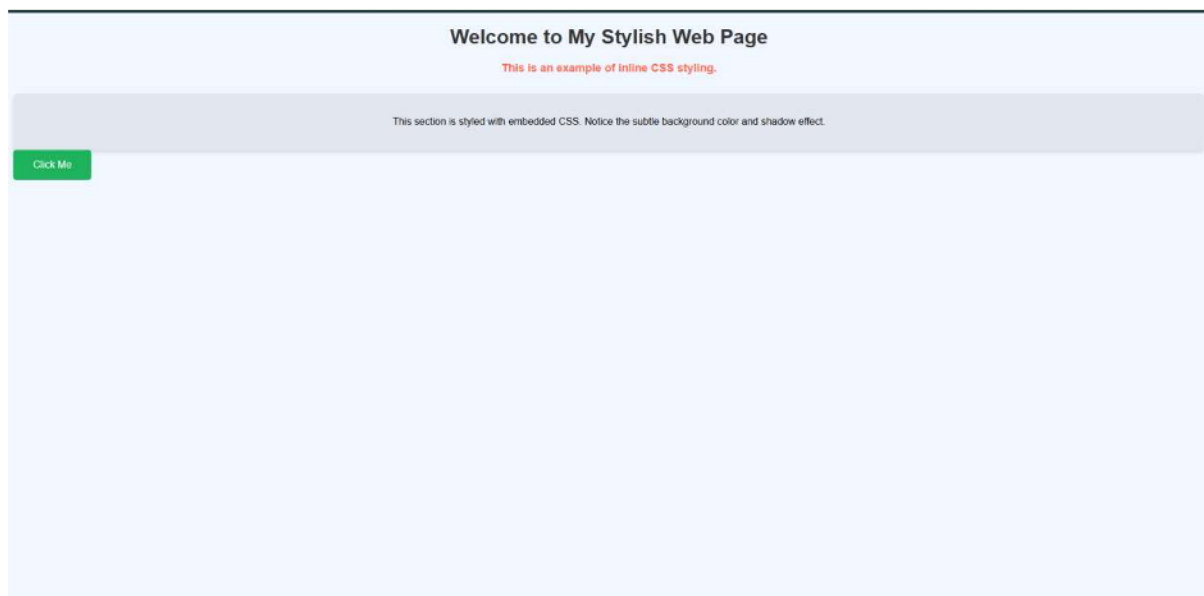 Welcome to My Stylish Web Page
This is an example of inline CSS styling.
This section is styled with embedded CSS. Notice the subtle background color and shadow effect.
Click Me